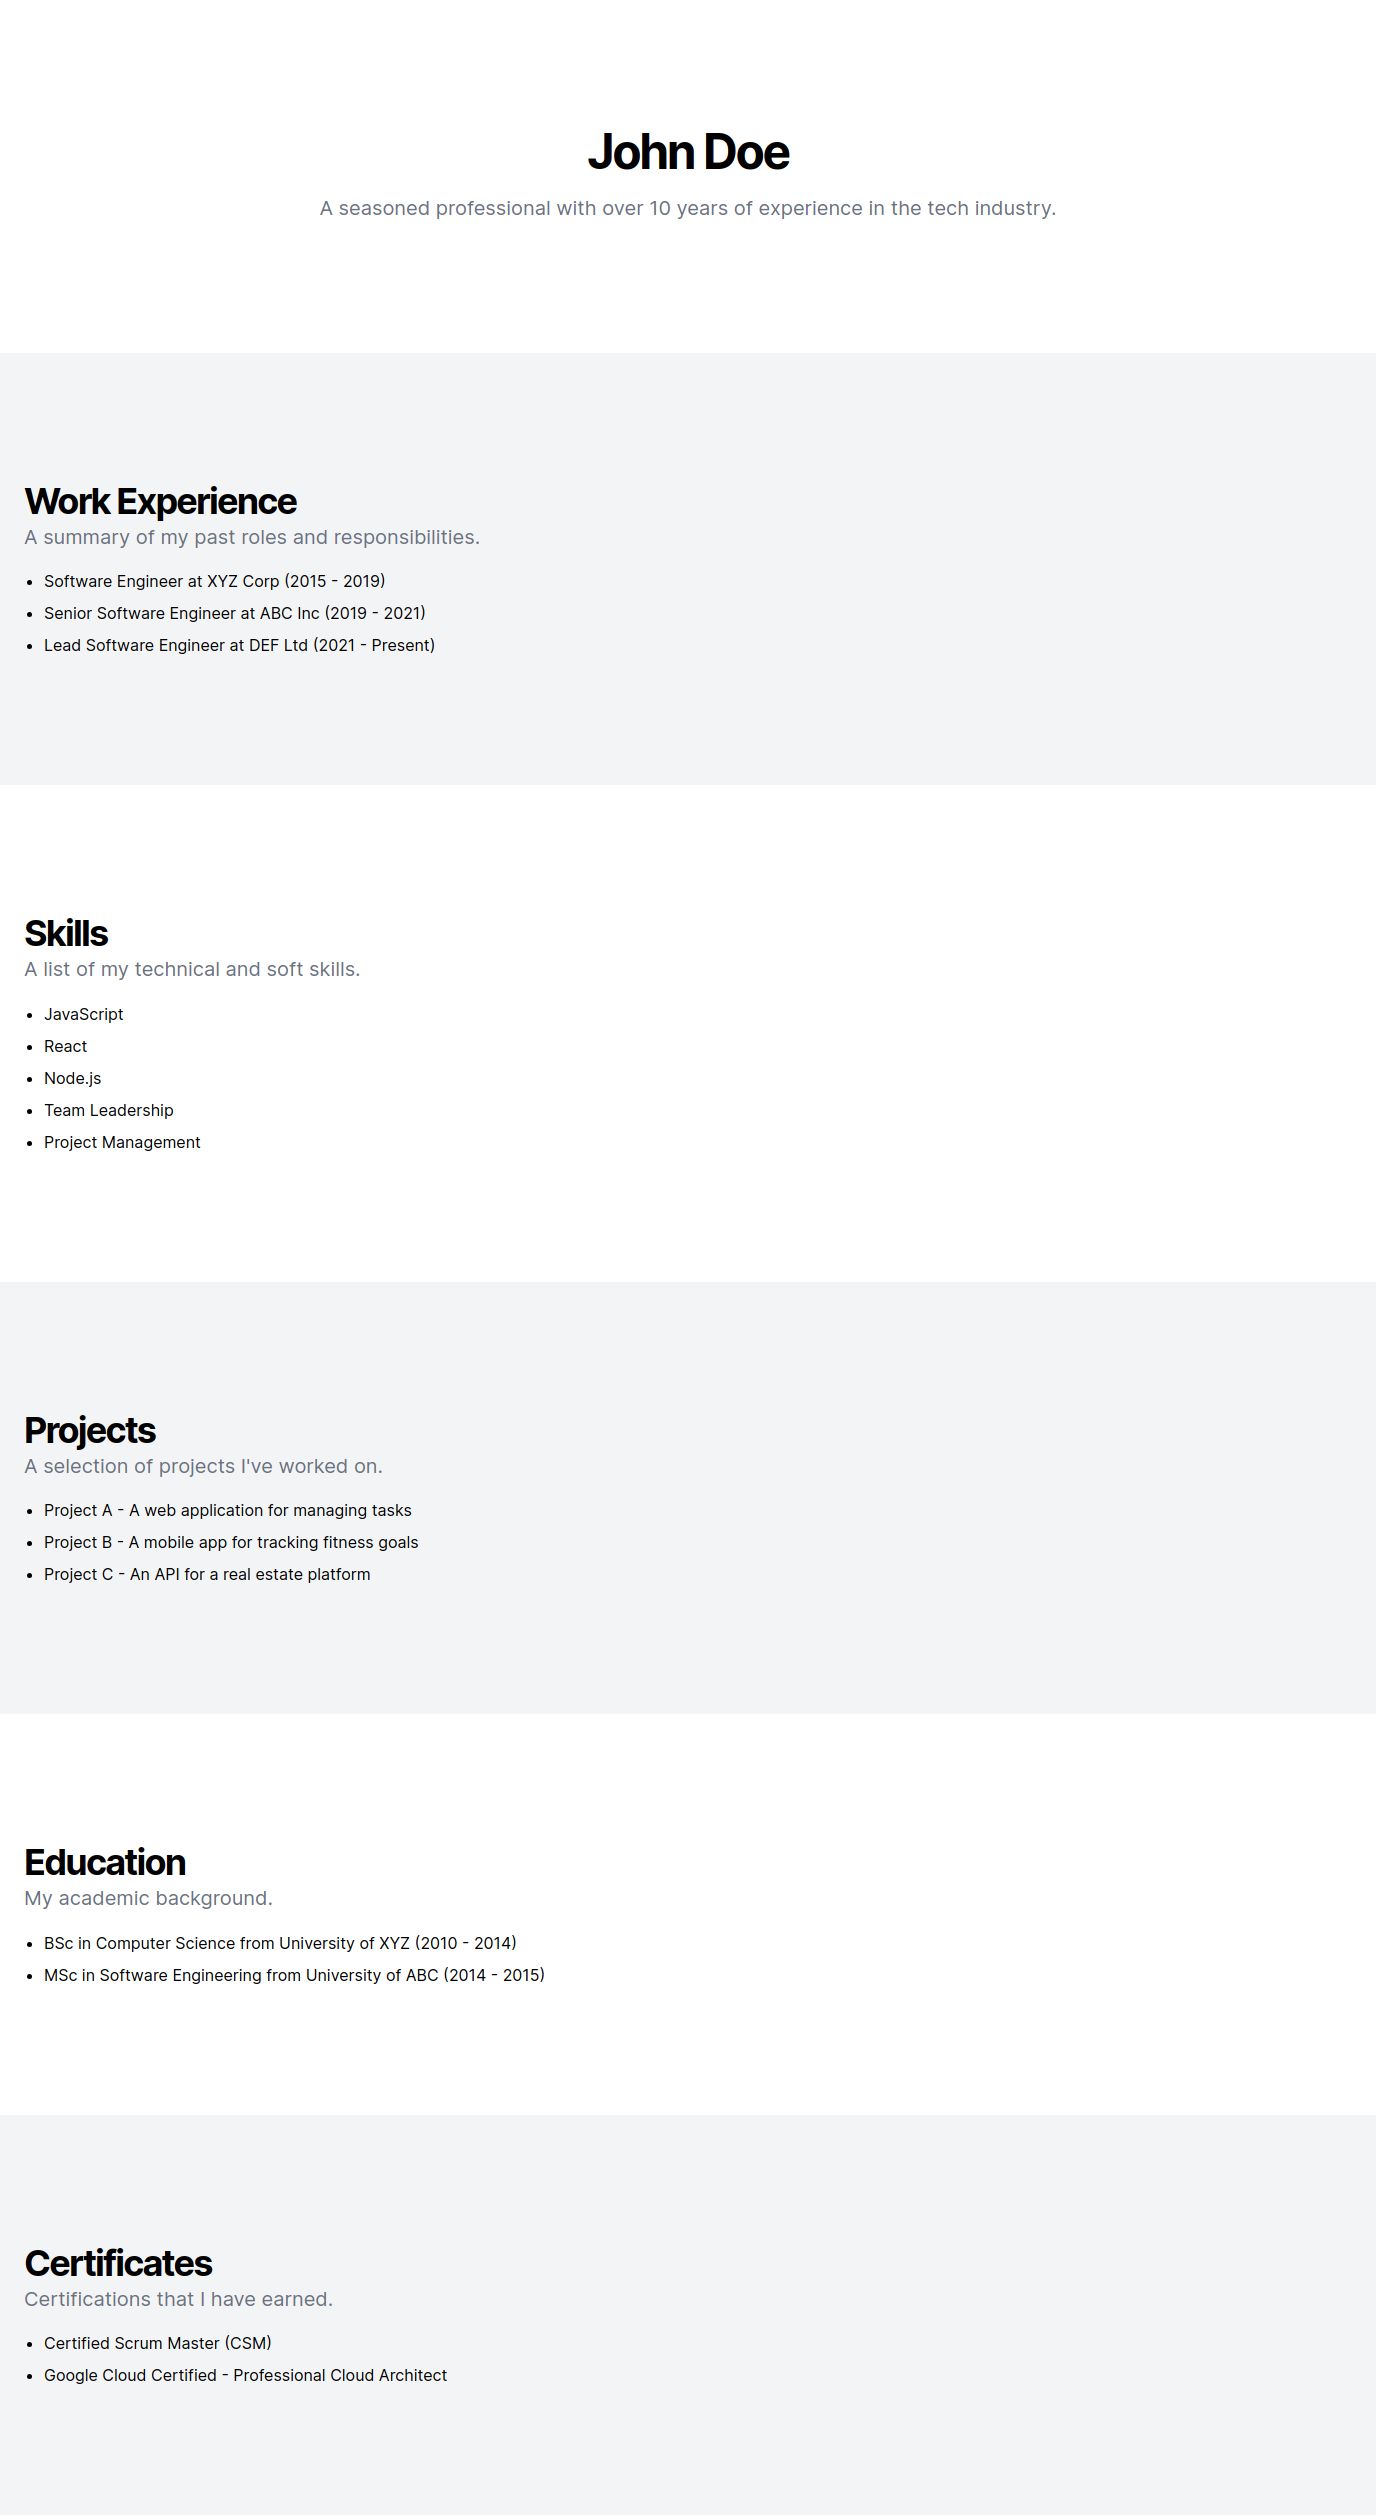 John Doe
A seasoned professional with over 10 years of experience in the tech industry.
Work Experience
A summary of my past roles and responsibilities.
• Software Engineer at XYZ Corp (2015 - 2019)
• Senior Software Engineer at ABC Inc (2019 - 2021)
• Lead Software Engineer at DEF Ltd (2021 - Present)
Skills
A list of my technical and soft skills.
• JavaScript
• React
• Node.js
• Team Leadership
• Project Management
Projects
A selection of projects I've worked on.
• Project A - A web application for managing tasks
• Project B - A mobile app for tracking fitness goals
• Project C - An API for a real estate platform
Education
My academic background.
• BSc in Computer Science from University of XYZ (2010 - 2014)
• MSc in Software Engineering from University of ABC (2014 - 2015)
Certificates
Certifications that I have earned.
• Certified Scrum Master (CSM)
• Google Cloud Certified - Professional Cloud Architect